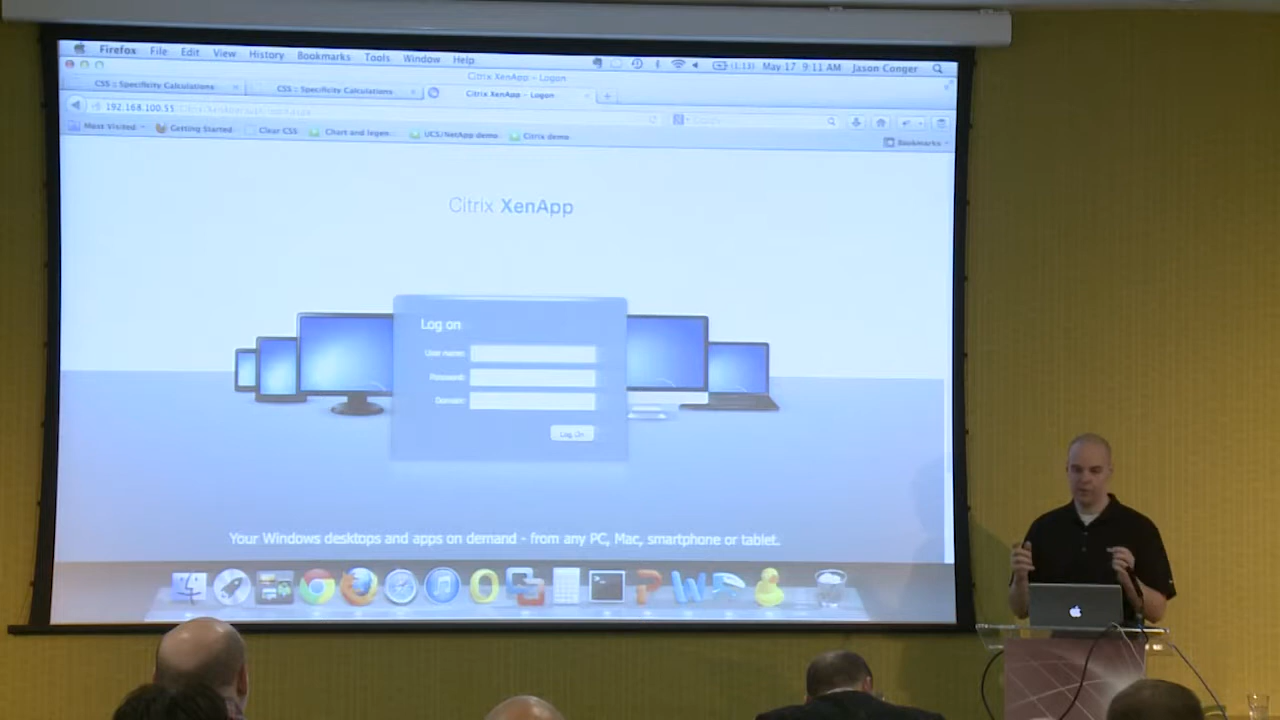 Firefox File Edit View History Bookmarks Tools Window Help (1:13) May 17 9:11 AM Jason Conger
Citrix XenApp - Logon
CSS :: Specificity Calculations CSS :: Specificity Calculations Citrix XenApp - Logon
192.168.100.55
Most Visited Getting Started Clear CSS Chart and legen... UCS/NetApp demo Citrix demo Bookmarks
Citrix XenApp
Log on
User name:
Password:
Domain:
Log On
Your Windows desktops and apps on demand - from any PC, Mac, smartphone or tablet.